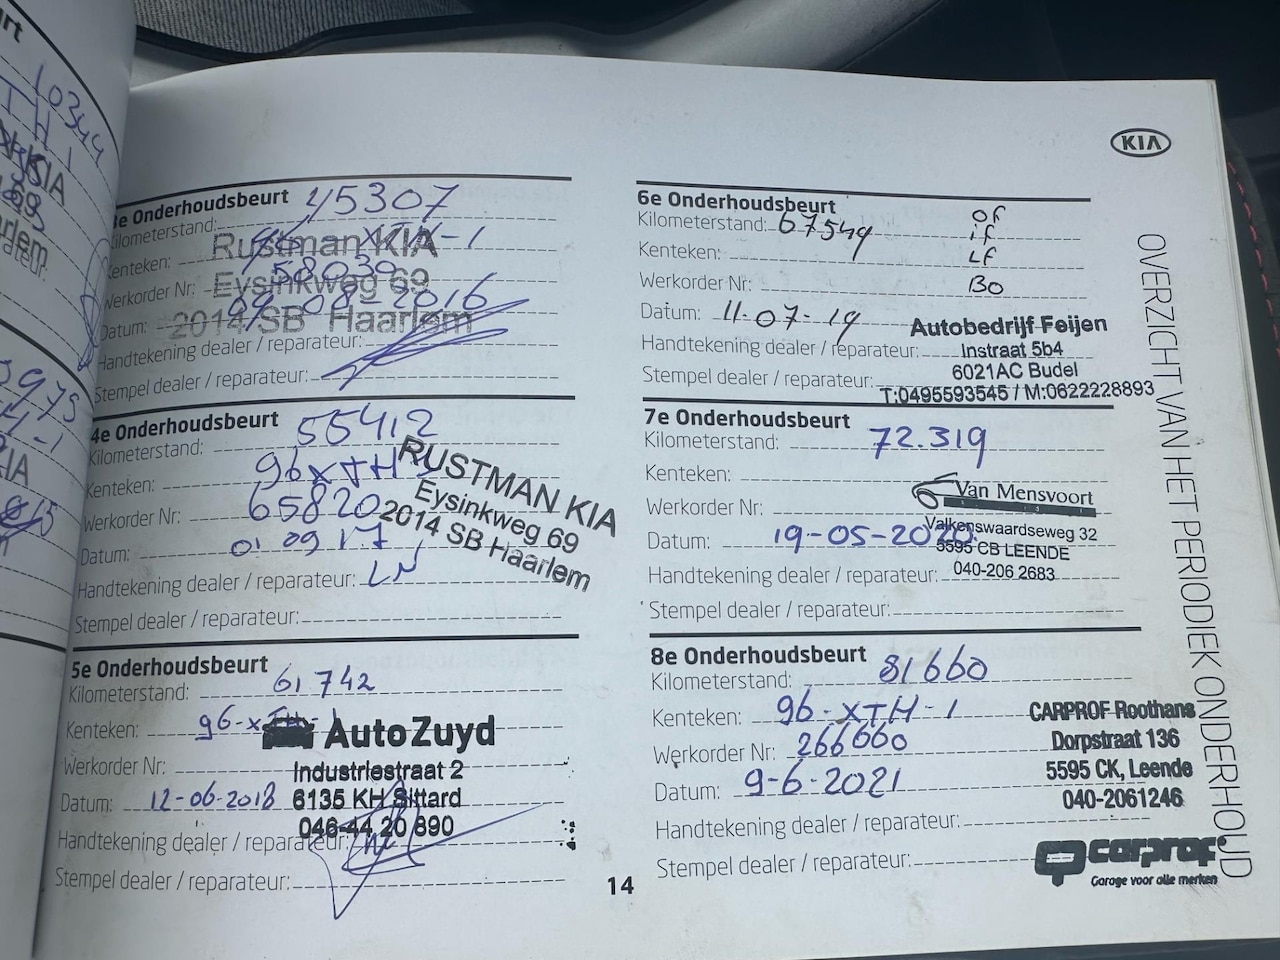 KIA
OVERZICHT VAN HET PERIODIEK ONDERHOUD
103
3975
KIA
e Onderhoudsbeurt
Kilometerstand: 45307
Kenteken: XTH-1
Werkorder Nr: 58039
Datum: 09-08-2016
Handtekening dealer / reparateur:
Stempel dealer / reparateur:
Rustman KIA
Eysinkweg 69
2014 SB Haarlem
4e Onderhoudsbeurt
Kilometerstand: 55412
Kenteken: 96XTH
Werkorder Nr: 65820
Datum: 01 09 17
Handtekening dealer / reparateur:
Stempel dealer / reparateur:
RUSTMAN KIA
Eysinkweg 69
2014 SB Haarlem
5e Onderhoudsbeurt
Kilometerstand: 61742
Kenteken: 96-XTH-1
Werkorder Nr:
Datum: 12-06-2018
Handtekening dealer / reparateur:
Stempel dealer / reparateur:
AutoZuyd
Industriestraat 2
6135 KH Sittard
046-44 20 890
6e Onderhoudsbeurt
Kilometerstand: 67549
Kenteken:
Werkorder Nr:
of
if
Lf
Bo
Datum: 11-07-19
Handtekening dealer / reparateur:
Stempel dealer / reparateur:
Autobedrijf Feijen
Instraat 5b4
6021AC Budel
T:0495593545 / M:0622228893
7e Onderhoudsbeurt
Kilometerstand: 72.319
Kenteken:
Werkorder Nr:
Datum: 19-05-2020
Handtekening dealer / reparateur:
Stempel dealer / reparateur:
Van Mensvoort
Valkenswaardseweg 32
5595 CB LEENDE
040-206 2683
8e Onderhoudsbeurt
Kilometerstand: 81660
Kenteken: 96-XTH-1
Werkorder Nr: 266660
Datum: 9-6-2021
Handtekening dealer / reparateur:
Stempel dealer / reparateur:
CARPROF Roothans
Dorpstraat 136
5595 CK, Leende
040-2061246
carprof
Garage voor alle merken
14